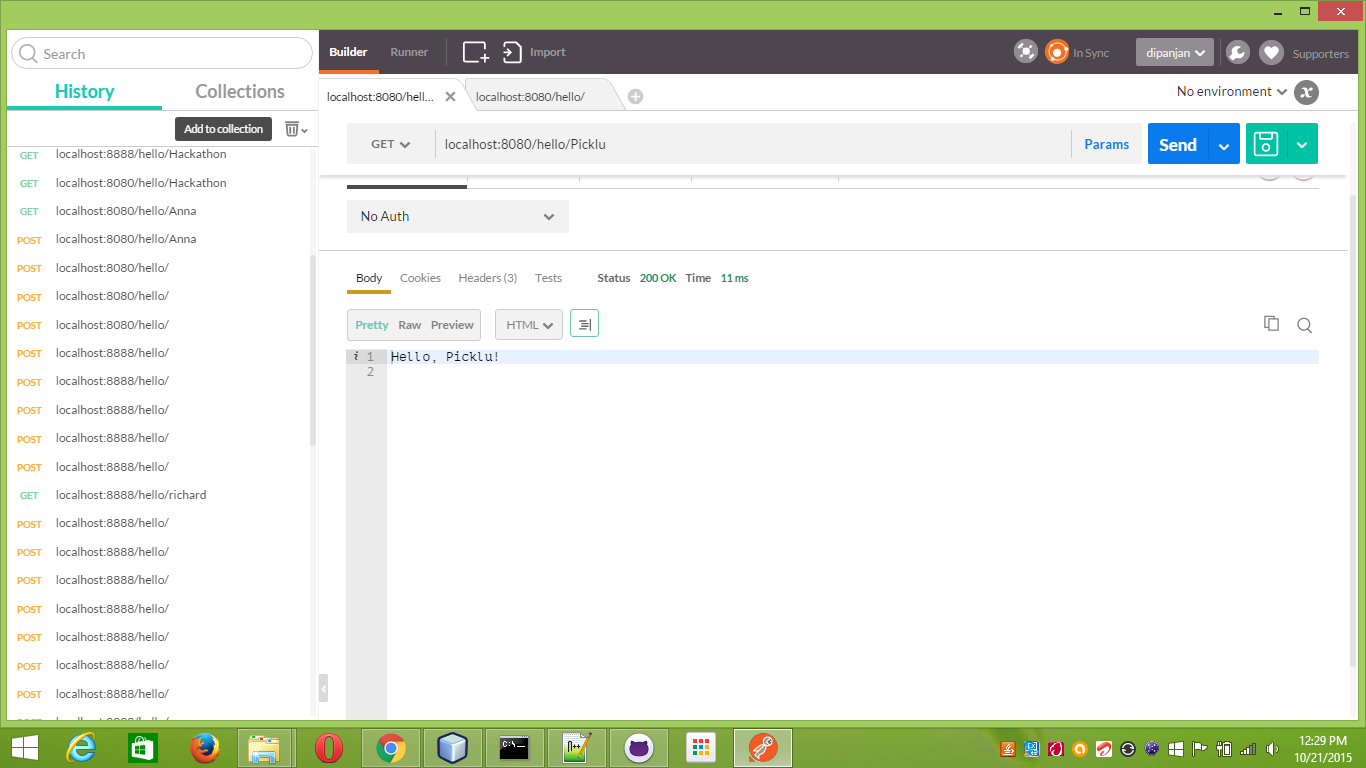 Search
History Collections
Add to collection
GET localhost:8888/hello/Hackathon
GET localhost:8080/hello/Hackathon
GET localhost:8080/hello/Anna
POST localhost:8080/hello/Anna
POST localhost:8080/hello/
POST localhost:8080/hello/
POST localhost:8080/hello/
POST localhost:8888/hello/
POST localhost:8888/hello/
POST localhost:8888/hello/
POST localhost:8888/hello/
POST localhost:8888/hello/
GET localhost:8888/hello/richard
POST localhost:8888/hello/
POST localhost:8888/hello/
POST localhost:8888/hello/
POST localhost:8888/hello/
POST localhost:8888/hello/
POST localhost:8888/hello/
POST localhost:8888/hello/
Builder Runner Import In Sync dipanjan Supporters
localhost:8080/hell... localhost:8080/hello/ No environment
GET localhost:8080/hello/Picklu Params Send
No Auth
Body Cookies Headers (3) Tests Status 200 OK Time 11 ms
Pretty Raw Preview HTML
i 1 Hello, Picklu!
2
12:29 PM
10/21/2015